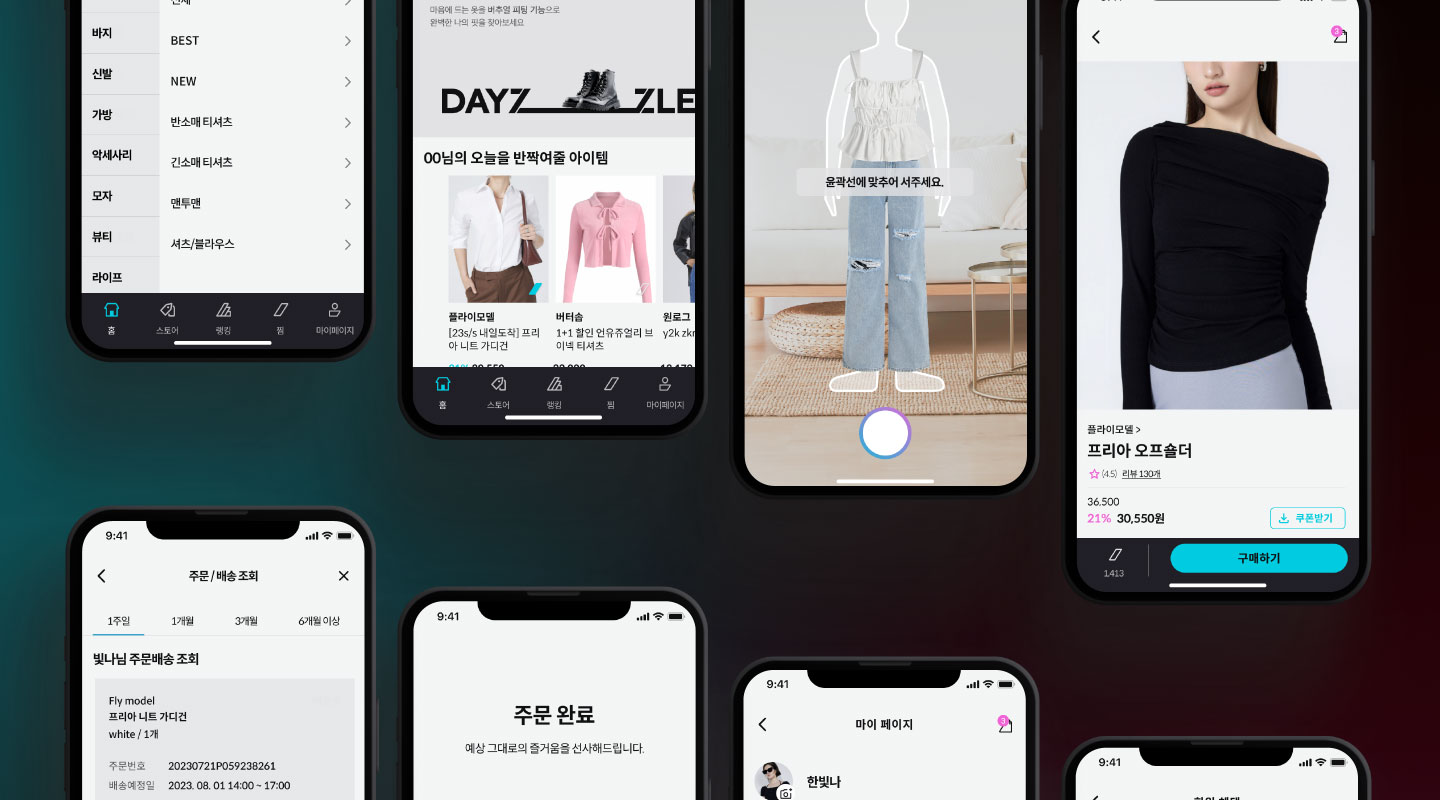 바지
신발
가방
악세사리
모자
뷰티
라이프
BEST
NEW
반소매 티셔츠
긴소매 티셔츠
맨투맨
셔츠/블라우스
홈
스토어
랭킹
찜
마이페이지
마음에 드는 옷을 버추얼 피팅 기능으로
완벽한 나의 핏을 찾아보세요
DAYZ
ZLE
00님의 오늘을 반짝여줄 아이템
플라이모델
[23s/s 내일도착] 프리
아 니트 가디건
버터숍
1+1 할인 언유쥬얼리 브
이넥 티셔츠
원로그
y2k zkr
홈
스토어
랭킹
찜
마이페이지
윤곽선에 맞추어 서주세요.
3
플라이모델 >
프리아 오프숄더
(4.5) 리뷰 130개
36,500
21% 30,550원
쿠폰받기
1,413
구매하기
9:41
주문 / 배송 조회
1주일
1개월
3개월
6개월 이상
빛나님 주문배송 조회
Fly model
프리아 니트 가디건
white / 1개
주문번호 20230721P059238261
배송예정일 2023. 08. 01 14:00 ~ 17:00
9:41
주문 완료
예상 그대로의 즐거움을 선사해드립니다.
9:41
마이 페이지
3
한빛나
9:41